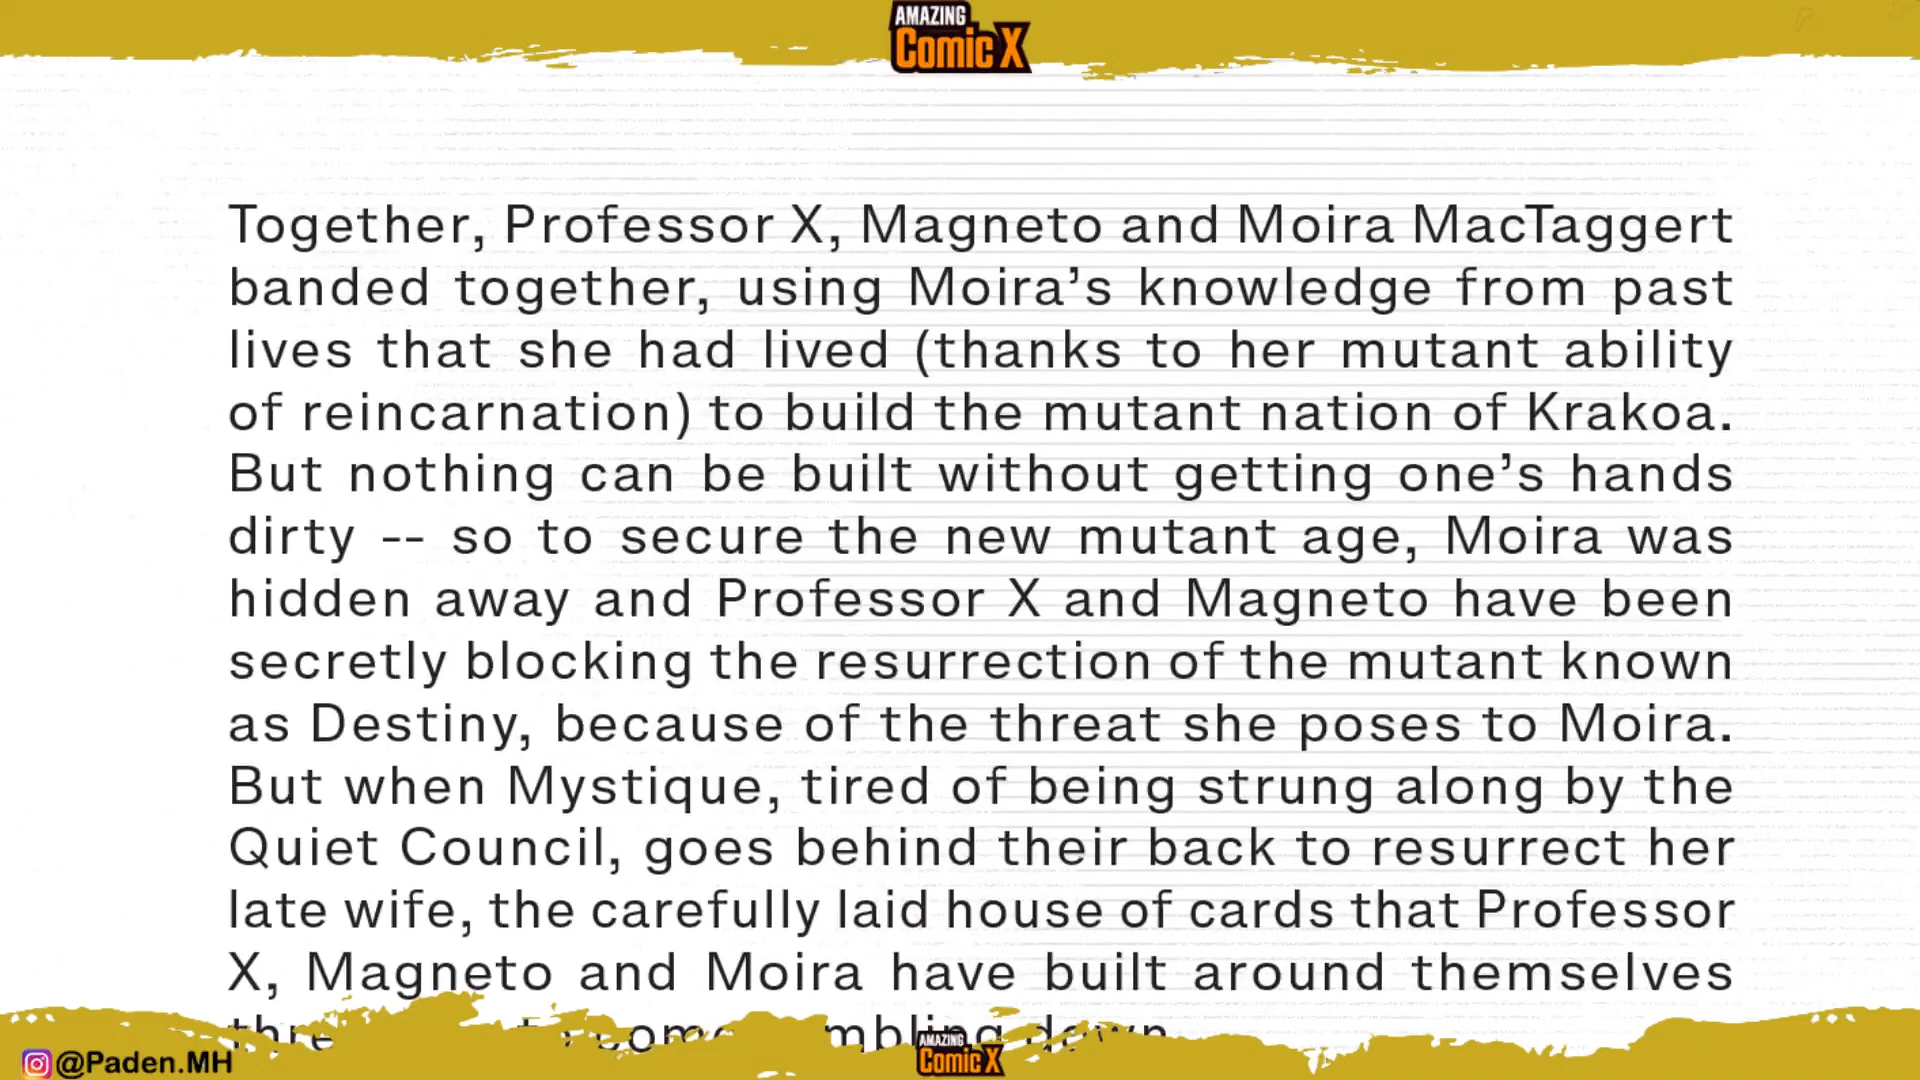 AMAZING
Comic X
Together, Professor X, Magneto and Moira MacTaggert
banded together, using Moira’s knowledge from past
lives that she had lived (thanks to her mutant ability
of reincarnation) to build the mutant nation of Krakoa.
But nothing can be built without getting one’s hands
dirty -- so to secure the new mutant age, Moira was
hidden away and Professor X and Magneto have been
secretly blocking the resurrection of the mutant known
as Destiny, because of the threat she poses to Moira.
But when Mystique, tired of being strung along by the
Quiet Council, goes behind their back to resurrect her
late wife, the carefully laid house of cards that Professor
X, Magneto and Moira have built around themselves
down.
@Paden.MH
AMAZING
Comic X